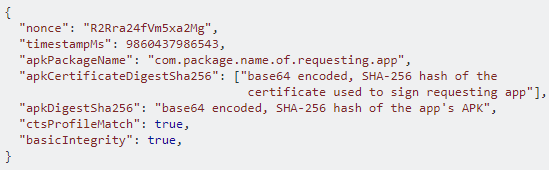 {
"nonce": "R2Rra24fVm5xa2Mg",
"timestampMs": 9860437986543,
"apkPackageName": "com.package.name.of.requesting.app",
"apkCertificateDigestSha256": ["base64 encoded, SHA-256 hash of the
certificate used to sign requesting app"],
"apkDigestSha256": "base64 encoded, SHA-256 hash of the app's APK",
"ctsProfileMatch": true,
"basicIntegrity": true,
}